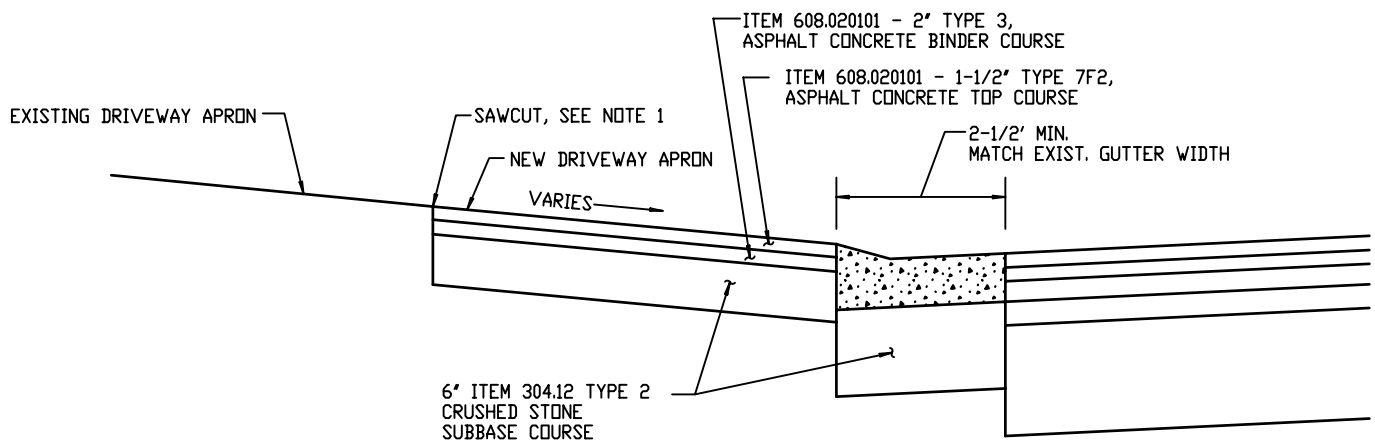 ITEM 608.020101 - 2" TYPE 3,
ASPHALT CONCRETE BINDER COURSE
ITEM 608.020101 - 1-1/2" TYPE 7F2,
ASPHALT CONCRETE TOP COURSE
EXISTING DRIVEWAY APRON
SAWCUT, SEE NOTE 1
2-1/2' MIN.
MATCH EXIST. GUTTER WIDTH
NEW DRIVEWAY APRON
VARIES
6" ITEM 304.12 TYPE 2
CRUSHED STONE
SUBBASE COURSE